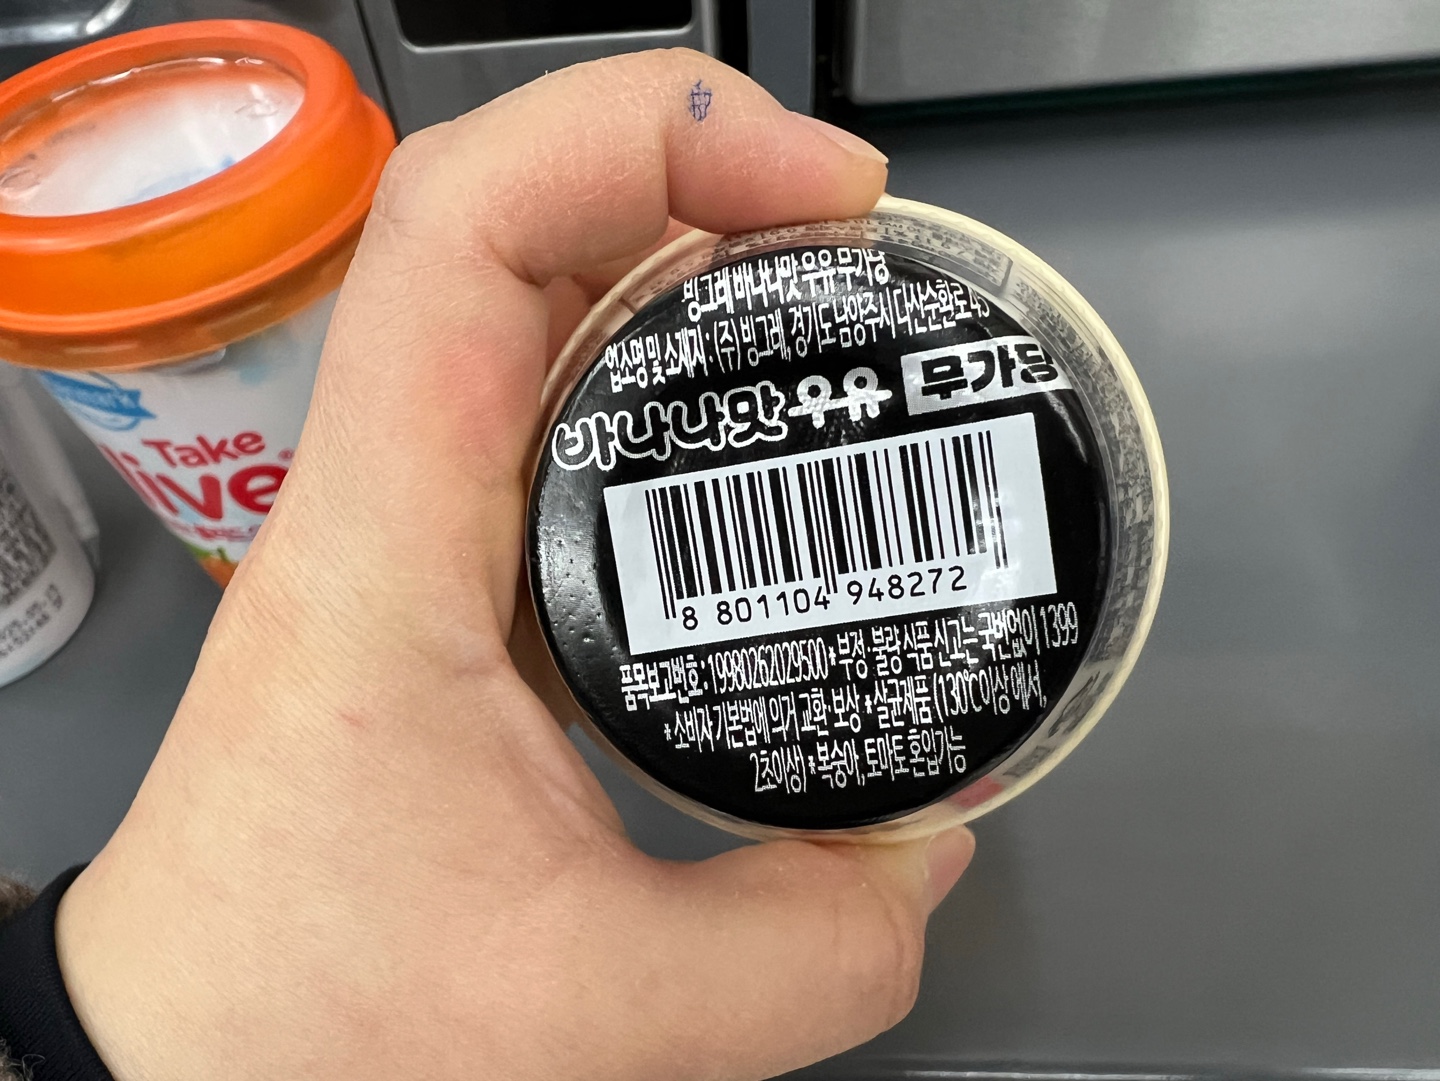 빙그레 바나나맛 우유 무가당
업소명 및 소재지 : (주)빙그레, 경기도 남양주시 다산순환로 45
바나나맛 우유 무가당
8 801104 948272
품목보고번호 : 19980262029500 * 부정·불량식품 신고는 국번없이 1399
* 소비자기본법에 의거 교환·보상 * 살균제품(130℃이상에서,
2초이상) * 복숭아, 토마토 혼입가능
Take
live